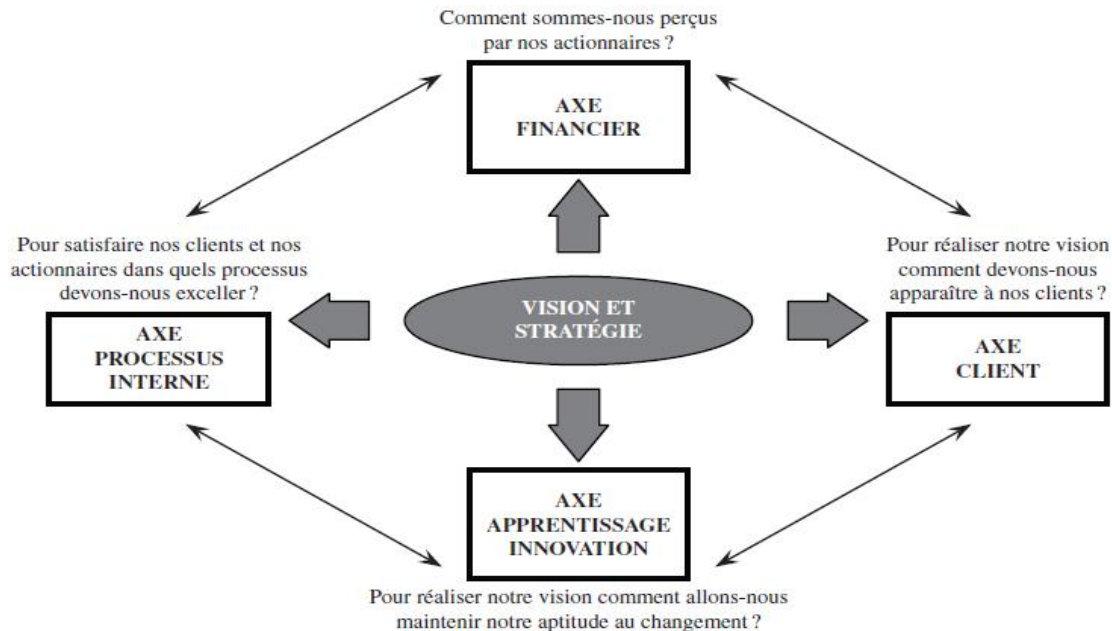 Comment sommes-nous perçus
par nos actionnaires ?
AXE
FINANCIER
Pour satisfaire nos clients et nos
actionnaires dans quels processus
devons-nous exceller ?
AXE
PROCESSUS
INTERNE
VISION ET
STRATÉGIE
Pour réaliser notre vision
comment devons-nous
apparaître à nos clients ?
AXE
CLIENT
AXE
APPRENTISSAGE
INNOVATION
Pour réaliser notre vision comment allons-nous
maintenir notre aptitude au changement ?